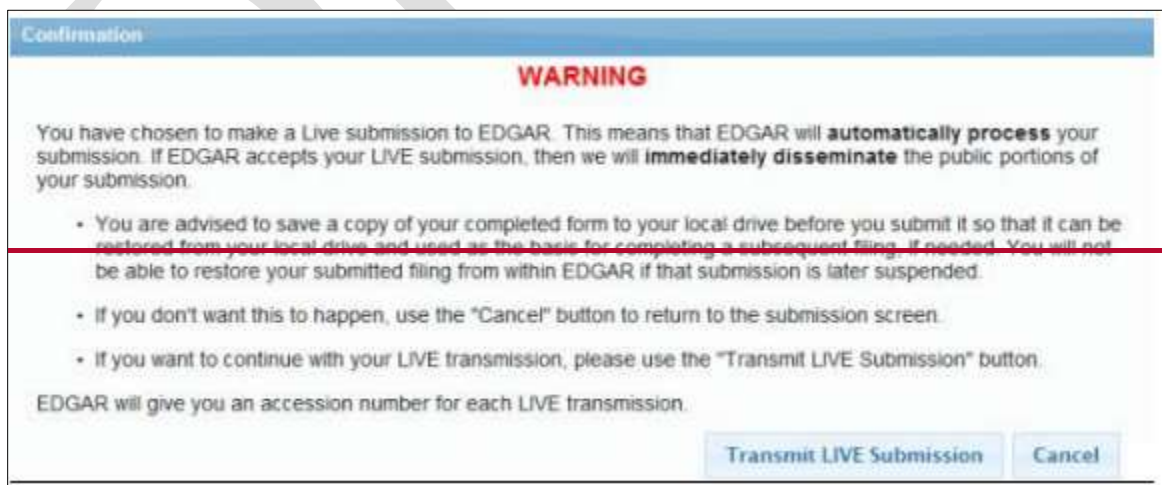 Confirmation
WARNING
You have chosen to make a Live submission to EDGAR. This means that EDGAR will automatically process your
submission. If EDGAR accepts your LIVE submission, then we will immediately disseminate the public portions of
your submission.
• You are advised to save a copy of your completed form to your local drive before you submit it so that it can be
restored from your local drive and used as the basis for completing a subsequent filing, if needed. You will not
be able to restore your submitted filing from within EDGAR if that submission is later suspended.
• If you don't want this to happen, use the "Cancel" button to return to the submission screen.
• If you want to continue with your LIVE transmission, please use the "Transmit LIVE Submission" button.
EDGAR will give you an accession number for each LIVE transmission.
Transmit LIVE Submission Cancel